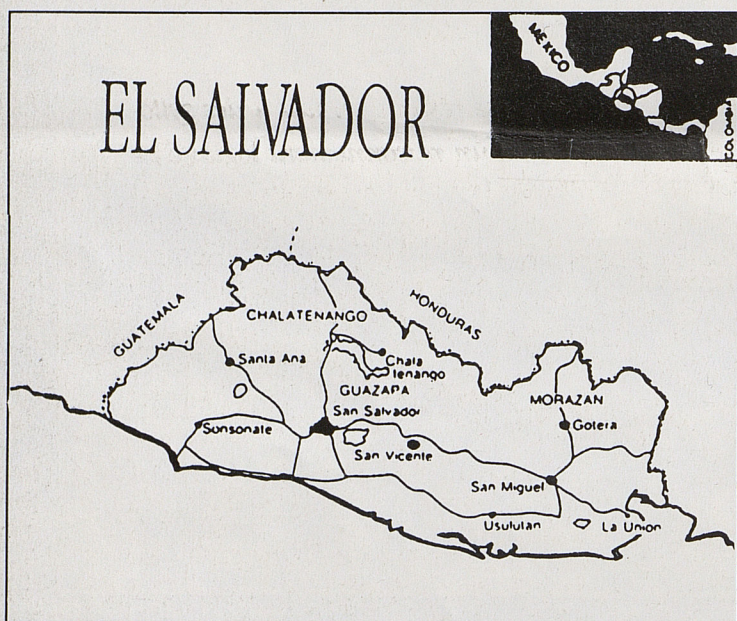 MEXICO
COLOMBIA
EL SALVADOR
GUATEMALA
HONDURAS
CHALATENANGO
Santa Ana
Chala
tenango
GUAZAPA
San Salvador
MORAZAN
Sonsonate
Gotera
San Vicente
San Miguel
Usulutan
La Union